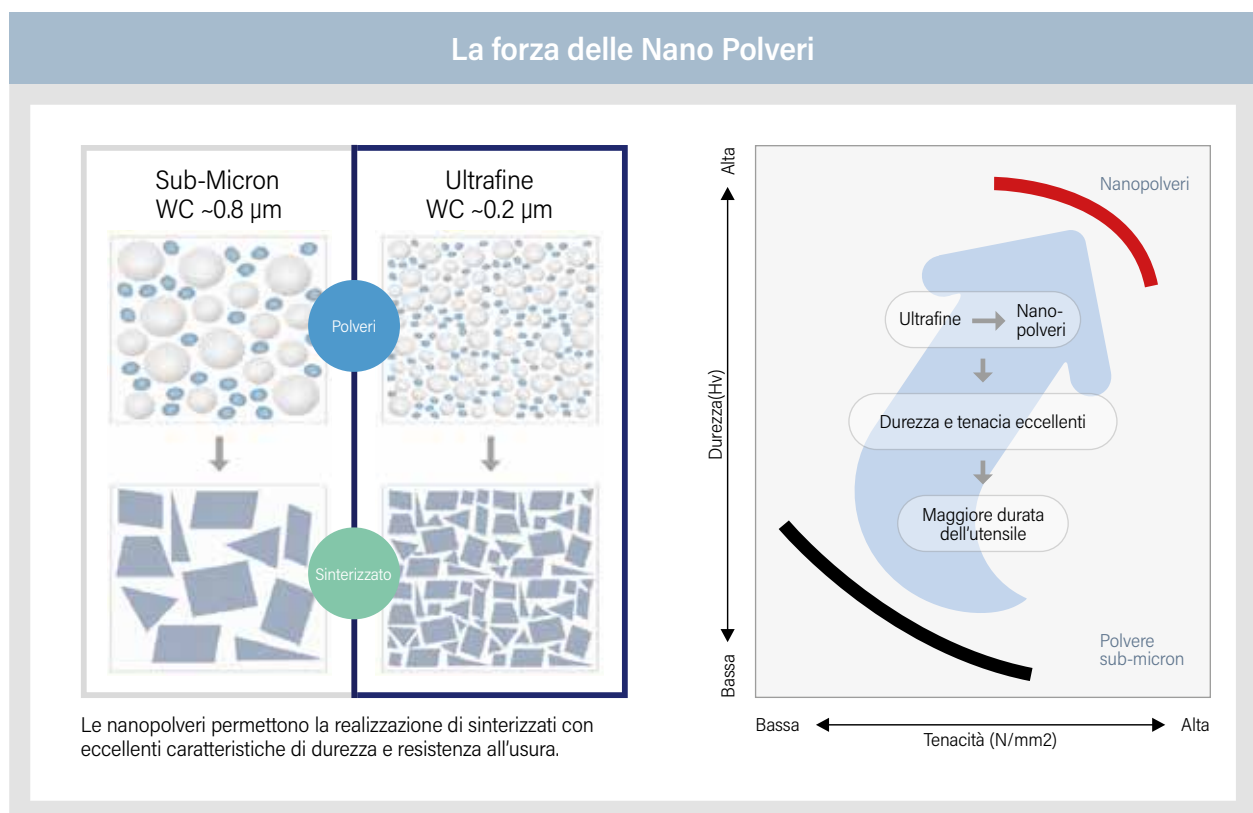 La forza delle Nano Polveri
Sub-Micron
WC ~0.8 µm
Ultrafine
WC ~0.2 µm
Polveri
Sinterizzato
Le nanopolveri permettono la realizzazione di sinterizzati con
eccellenti caratteristiche di durezza e resistenza all'usura.
Alta
Durezza(Hv)
Bassa
Nanopolveri
Ultrafine
Nano-
polveri
Durezza e tenacia eccellenti
Maggiore durata
dell'utensile
Polvere
sub-micron
Bassa
Alta
Tenacità (N/mm2)